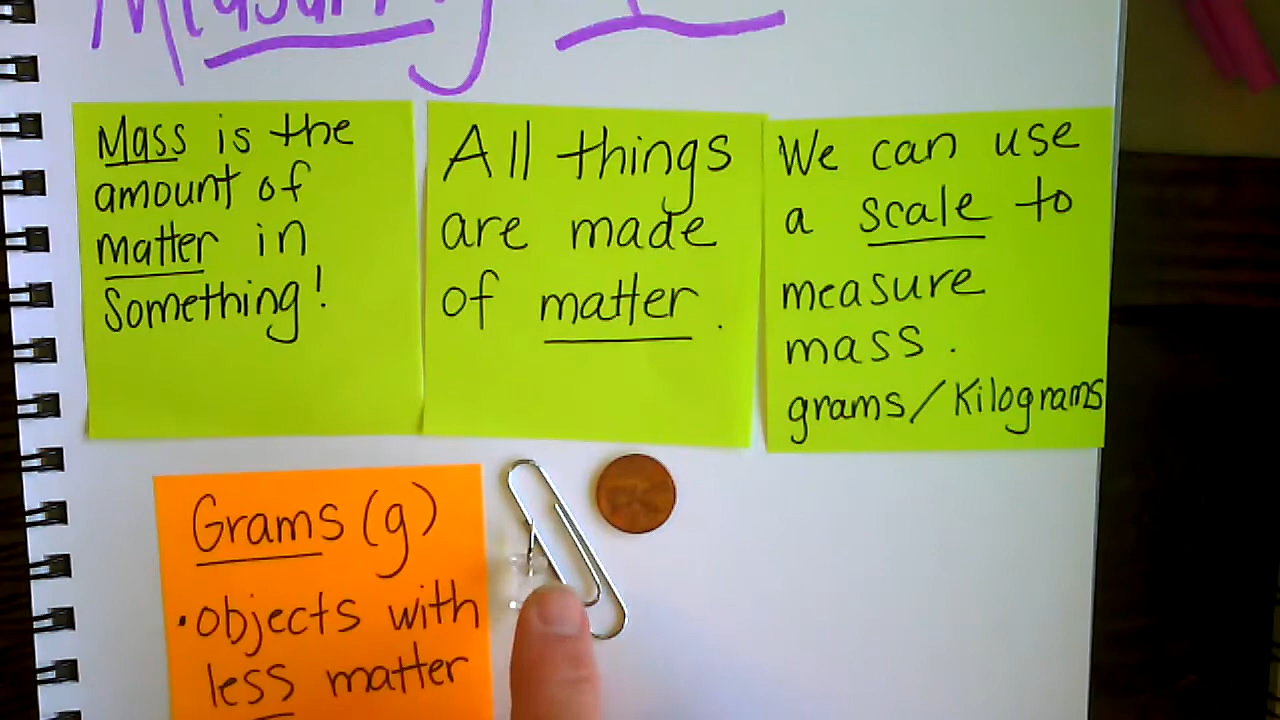 Measuring
Mass is the
amount of
matter in
Something!
All things
are made
of matter.
We can use
a scale to
measure
mass.
grams/Kilograms
Grams (g)
• objects with
less matter